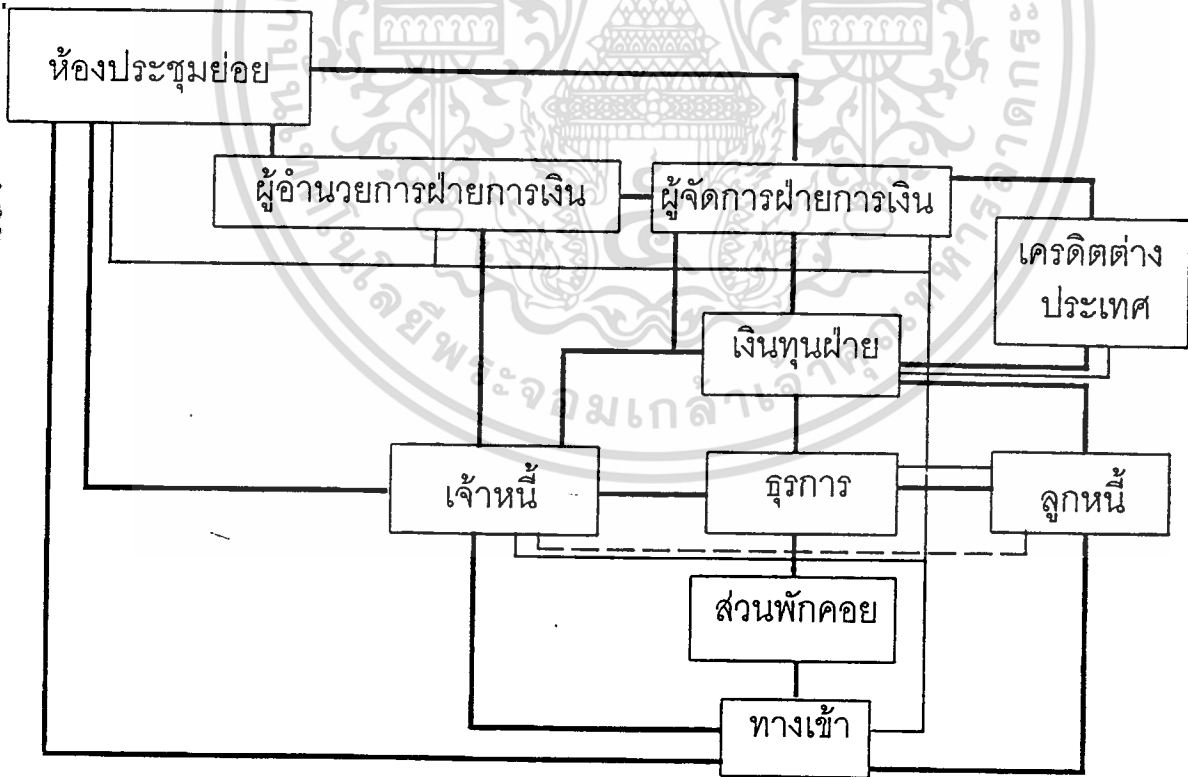 ห้องประชุมย่อย
ผู้อำนวยการฝ่ายการเงิน
ผู้จัดการฝ่ายการเงิน
เครดิตต่าง
ประเทศ
เงินทุนฝ่าย
เจ้าหนี้
ธุรการ
ลูกหนี้
ส่วนพักคอย
ทางเข้า